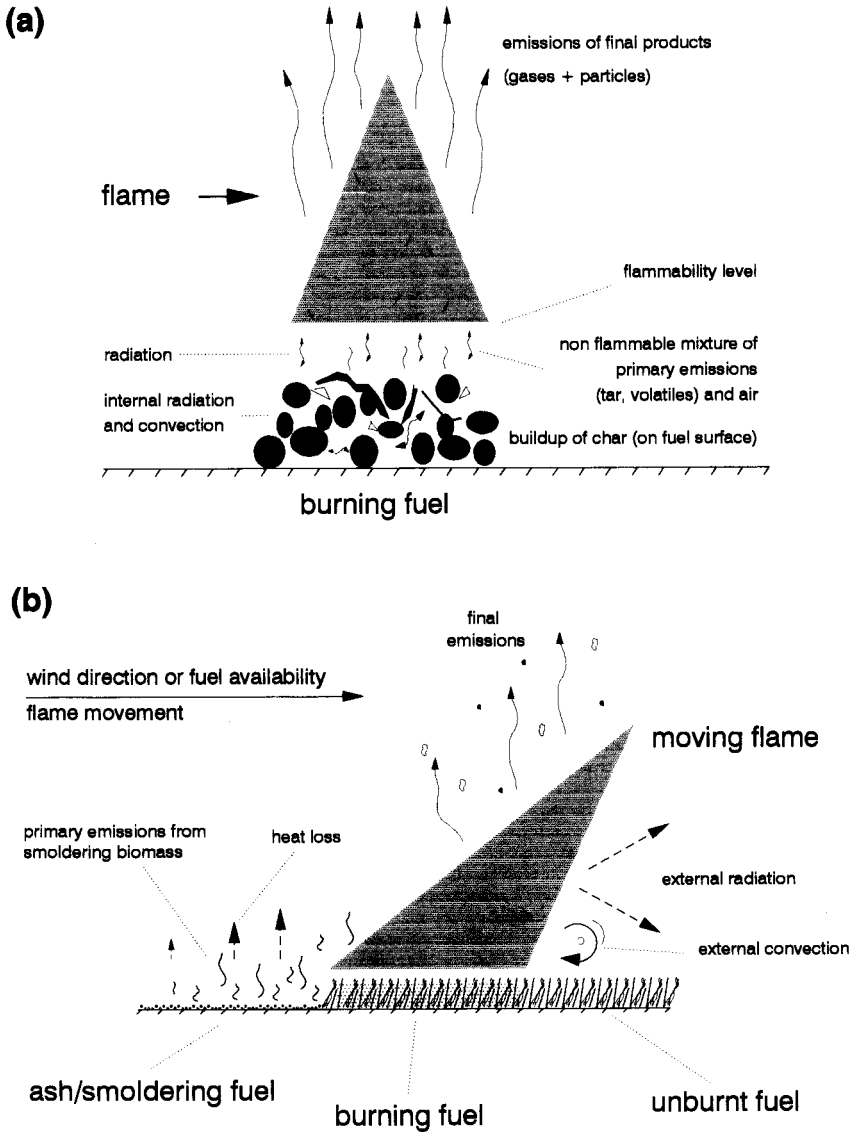 (a)
emissions of final products
(gases + particles)
flame
flammability level
radiation
non flammable mixture of
primary emissions
(tar, volatiles) and air
internal radiation
and convection
buildup of char (on fuel surface)
burning fuel
(b)
final
emissions
wind direction or fuel availability
flame movement
moving flame
primary emissions from
smoldering biomass
heat loss
external radiation
external convection
ash/smoldering fuel
burning fuel
unburnt fuel